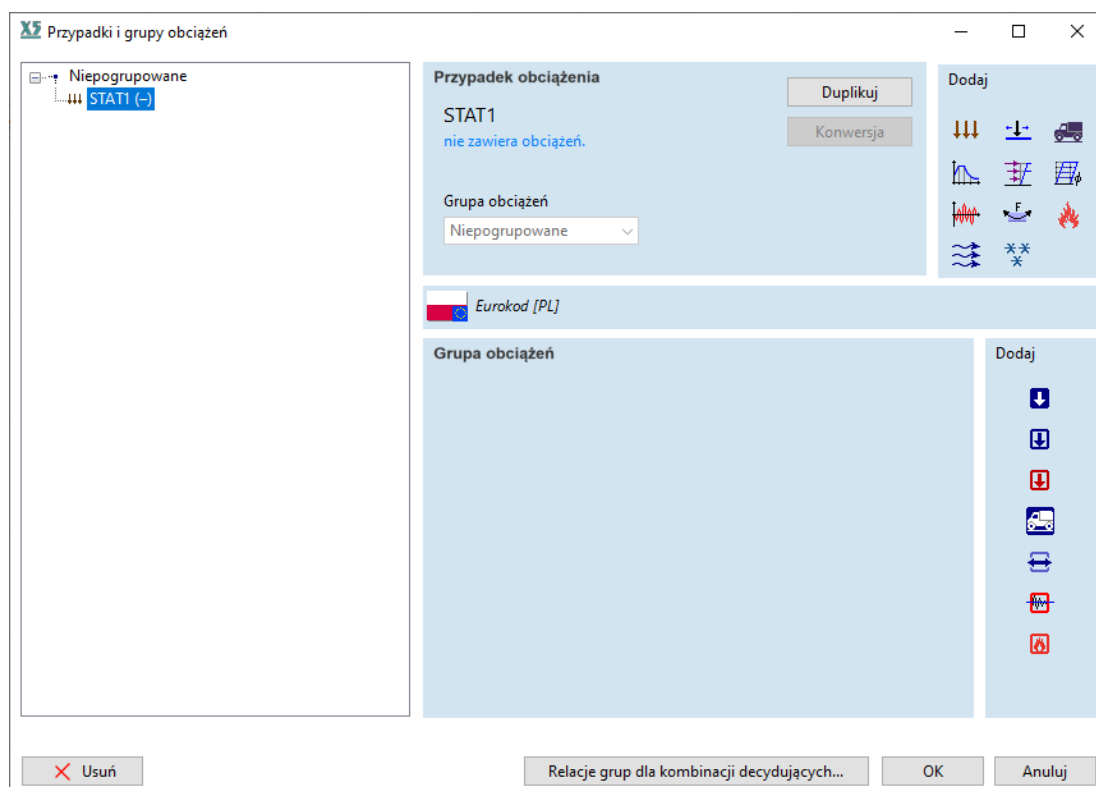 X5 Przypadki i grupy obciążeń
Niepogrupowane
STAT1 (–)
Przypadek obciążenia
STAT1
nie zawiera obciążeń.
Duplikuj
Konwersja
Grupa obciążeń
Niepogrupowane
Dodaj
F
ϕ
Eurokod [PL]
Grupa obciążeń
Dodaj
Usuń
Relacje grup dla kombinacji decydujących...
OK
Anuluj